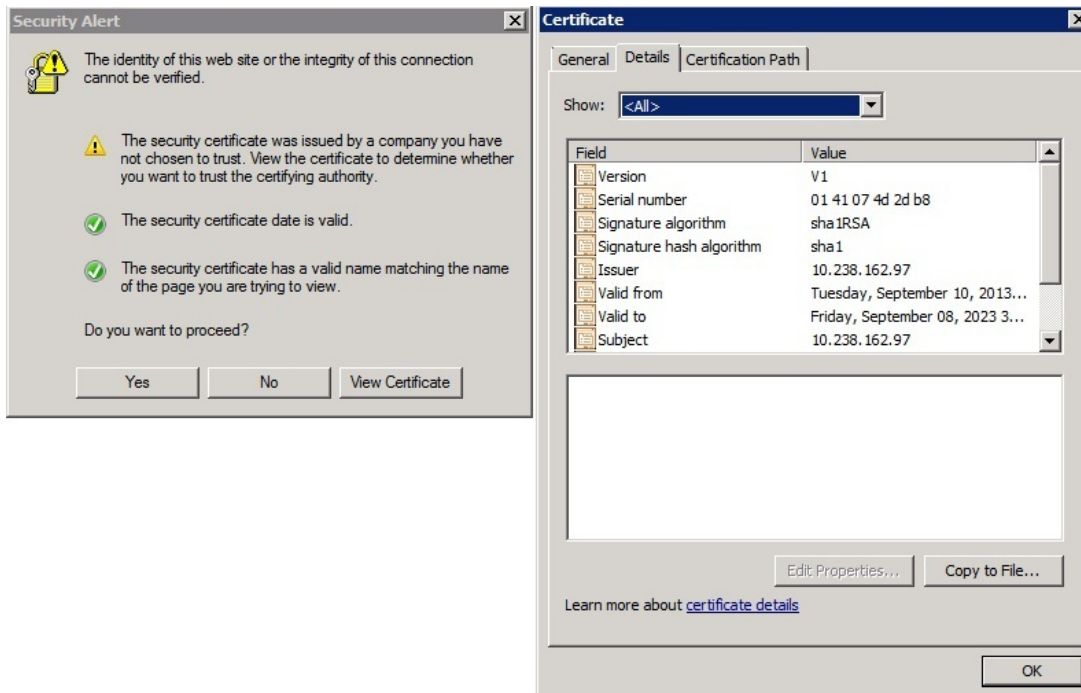 Security Alert
The identity of this web site or the integrity of this connection
cannot be verified.
The security certificate was issued by a company you have
not chosen to trust. View the certificate to determine whether
you want to trust the certifying authority.
The security certificate date is valid.
The security certificate has a valid name matching the name
of the page you are trying to view.
Do you want to proceed?
Yes
No
View Certificate
Certificate
General
Details
Certification Path
Show:
<All>
Field
Value
Version
V1
Serial number
01 41 07 4d 2d b8
Signature algorithm
sha1RSA
Signature hash algorithm
sha1
Issuer
10.238.162.97
Valid from
Tuesday, September 10, 2013...
Valid to
Friday, September 08, 2023 3...
Subject
10.238.162.97
Edit Properties...
Copy to File...
Learn more about certificate details
OK